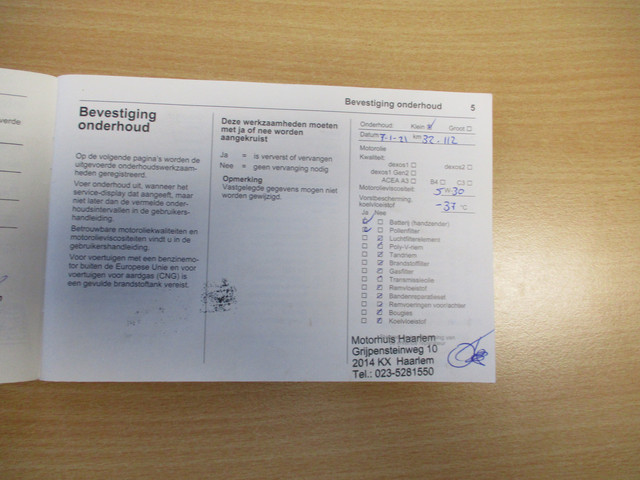 Bevestiging onderhoud 5
Bevestiging
onderhoud
Op de volgende pagina's worden de
uitgevoerde onderhoudswerkzaam-
heden geregistreerd.
Voer onderhoud uit, wanneer het
service-display dat aangeeft, maar
niet later dan de vermelde onder-
houdsintervallen in de gebruikers-
handleiding.
Betrouwbare motoroliekwaliteiten en
motorolieviscositeiten vindt u in de
gebruikershandleiding.
Voor voertuigen met een benzinemo-
tor buiten de Europese Unie en voor
voertuigen voor aardgas (CNG) is
een gevulde brandstoftank vereist.
Deze werkzaamheden moeten
met ja of nee worden
aangekruist
Ja = is ververst of vervangen
Nee = geen vervanging nodig
Opmerking
Vastgelegde gegevens mogen niet
worden gewijzigd.
Onderhoud: Klein Groot
Datum 7-1-21 km 32.112
Motorolie
Kwaliteit:
dexos1 dexos2
dexos1 Gen2
ACEA A3 B4 C3
Motorolieviscositeit: 5W30
Vorstbescherming,
koelvloeistof -37 °C
Ja Nee
Batterij (handzender)
Pollenfilter
Luchtfilterelement
Poly-V-riem
Tandriem
Brandstoffilter
Gasfilter
Transmissieolie
Remvloeistof
Bandenreparatieset
Remvoeringen voor/achter
Bougies
Koelvloeistof
Motorhuis Haarlem
Grijpensteinweg 10
2014 KX Haarlem
Tel.: 023-5281550